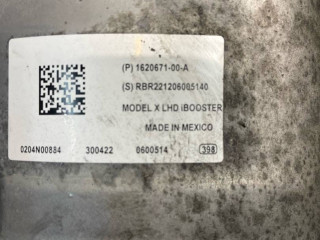 (P) 1620671-00-A
(S) RBR221206005140
MODEL X LHD iBOOSTER
MADE IN MEXICO
0204N00884 300422 0600514 398